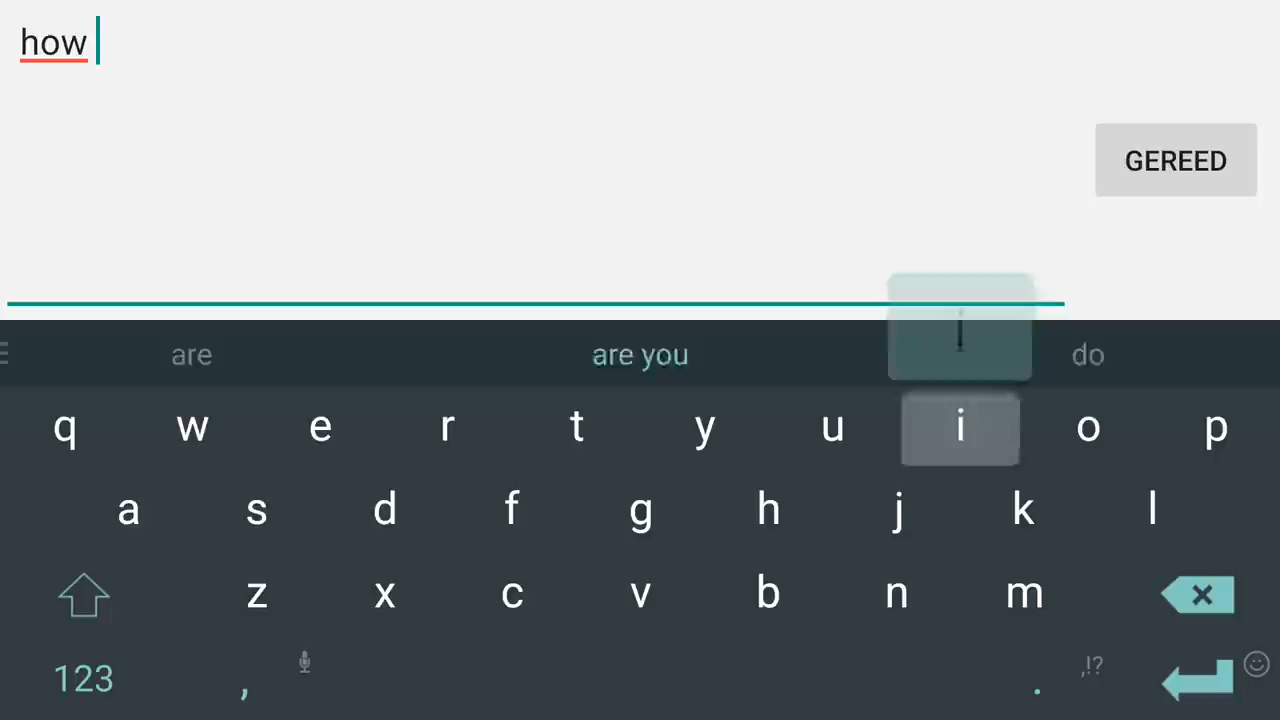 how
GEREED
are are you do
q w e r t y u i o p
a s d f g h j k l
z x c v b n m
123 , . ,!?